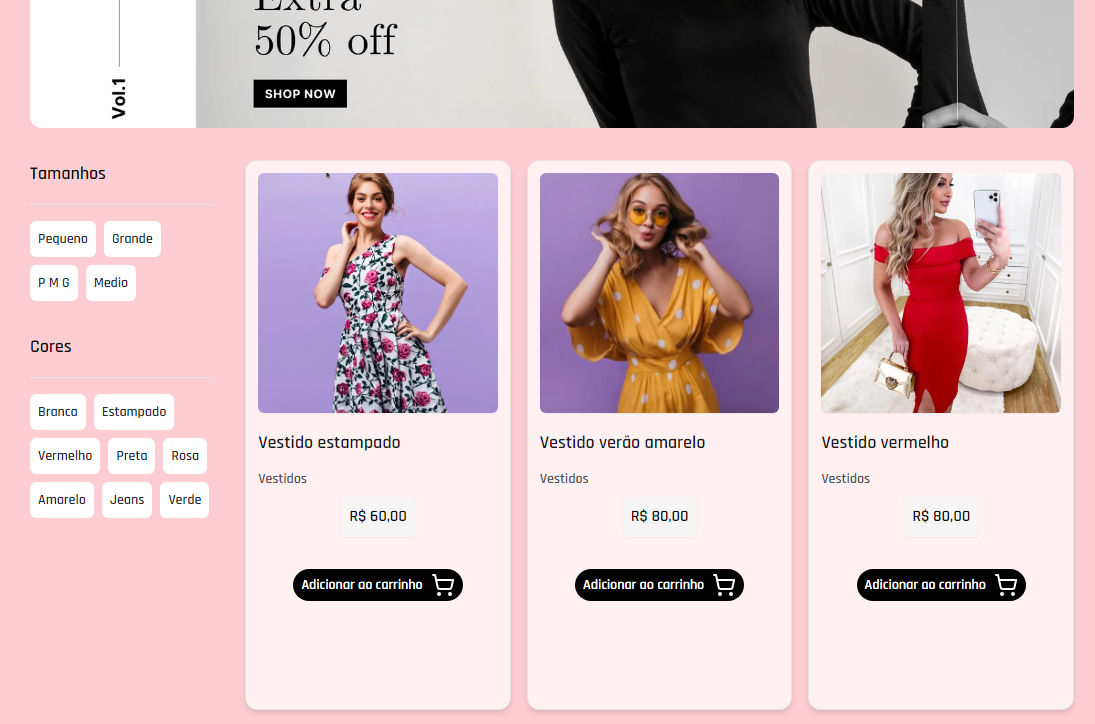 Extra
50% off
SHOP NOW
Vol.1
Tamanhos
Pequeno
Grande
P M G
Medio
Cores
Branca
Estampado
Vermelho
Preta
Rosa
Amarelo
Jeans
Verde
Vestido estampado
Vestidos
R$ 60,00
Adicionar ao carrinho
Vestido verão amarelo
Vestidos
R$ 80,00
Adicionar ao carrinho
Vestido vermelho
Vestidos
R$ 80,00
Adicionar ao carrinho